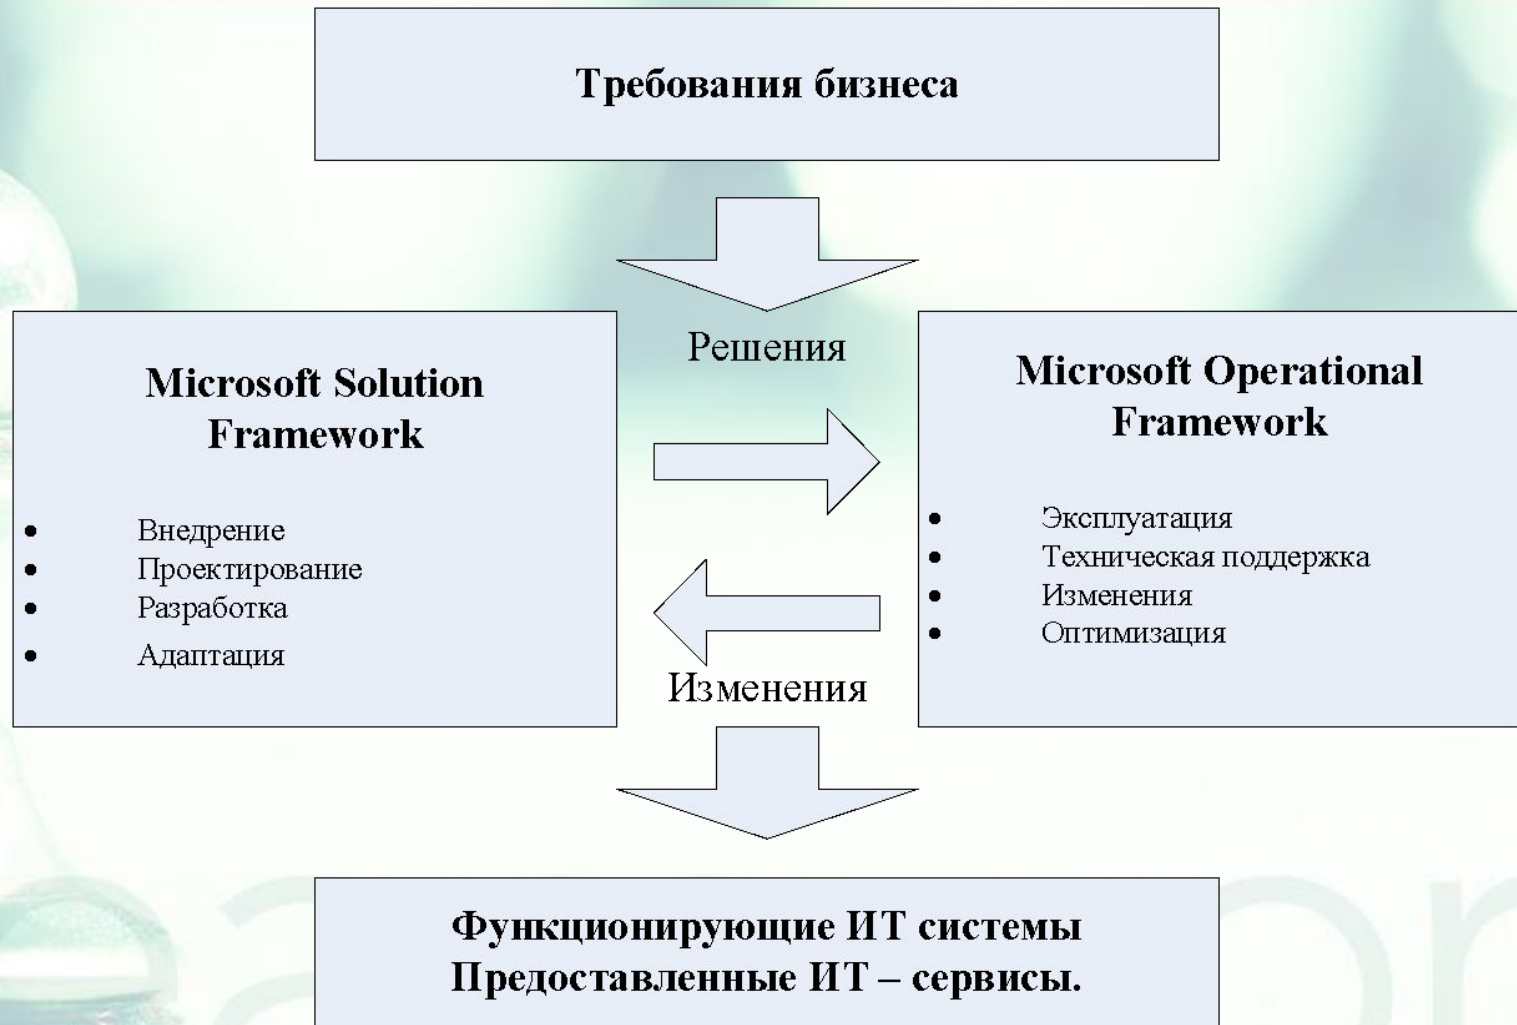 Требования бизнеса
Решения
Microsoft Solution
Framework
• Внедрение
• Проектирование
• Разработка
• Адаптация
Microsoft Operational
Framework
• Эксплуатация
• Техническая поддержка
• Изменения
• Оптимизация
Изменения
Функционирующие ИТ системы
Предоставленные ИТ – сервисы.